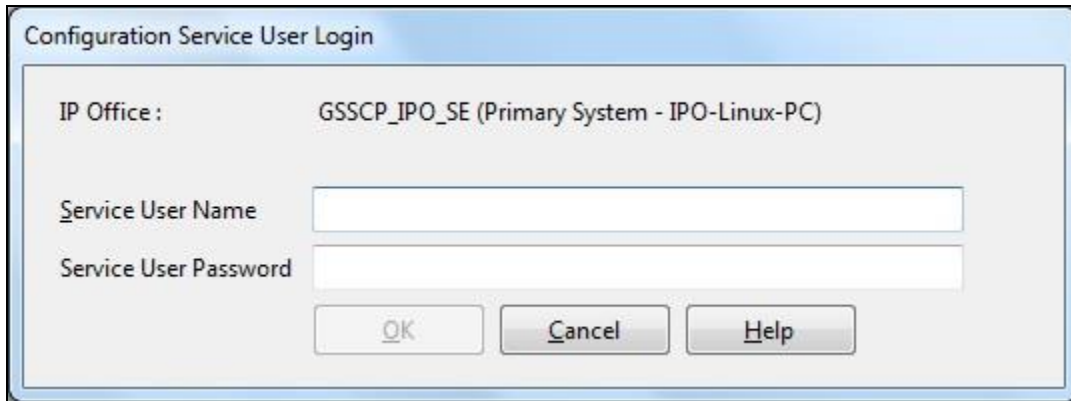 Configuration Service User Login
IP Office : GSSCP_IPO_SE (Primary System - IPO-Linux-PC)
Service User Name
Service User Password
OK Cancel Help